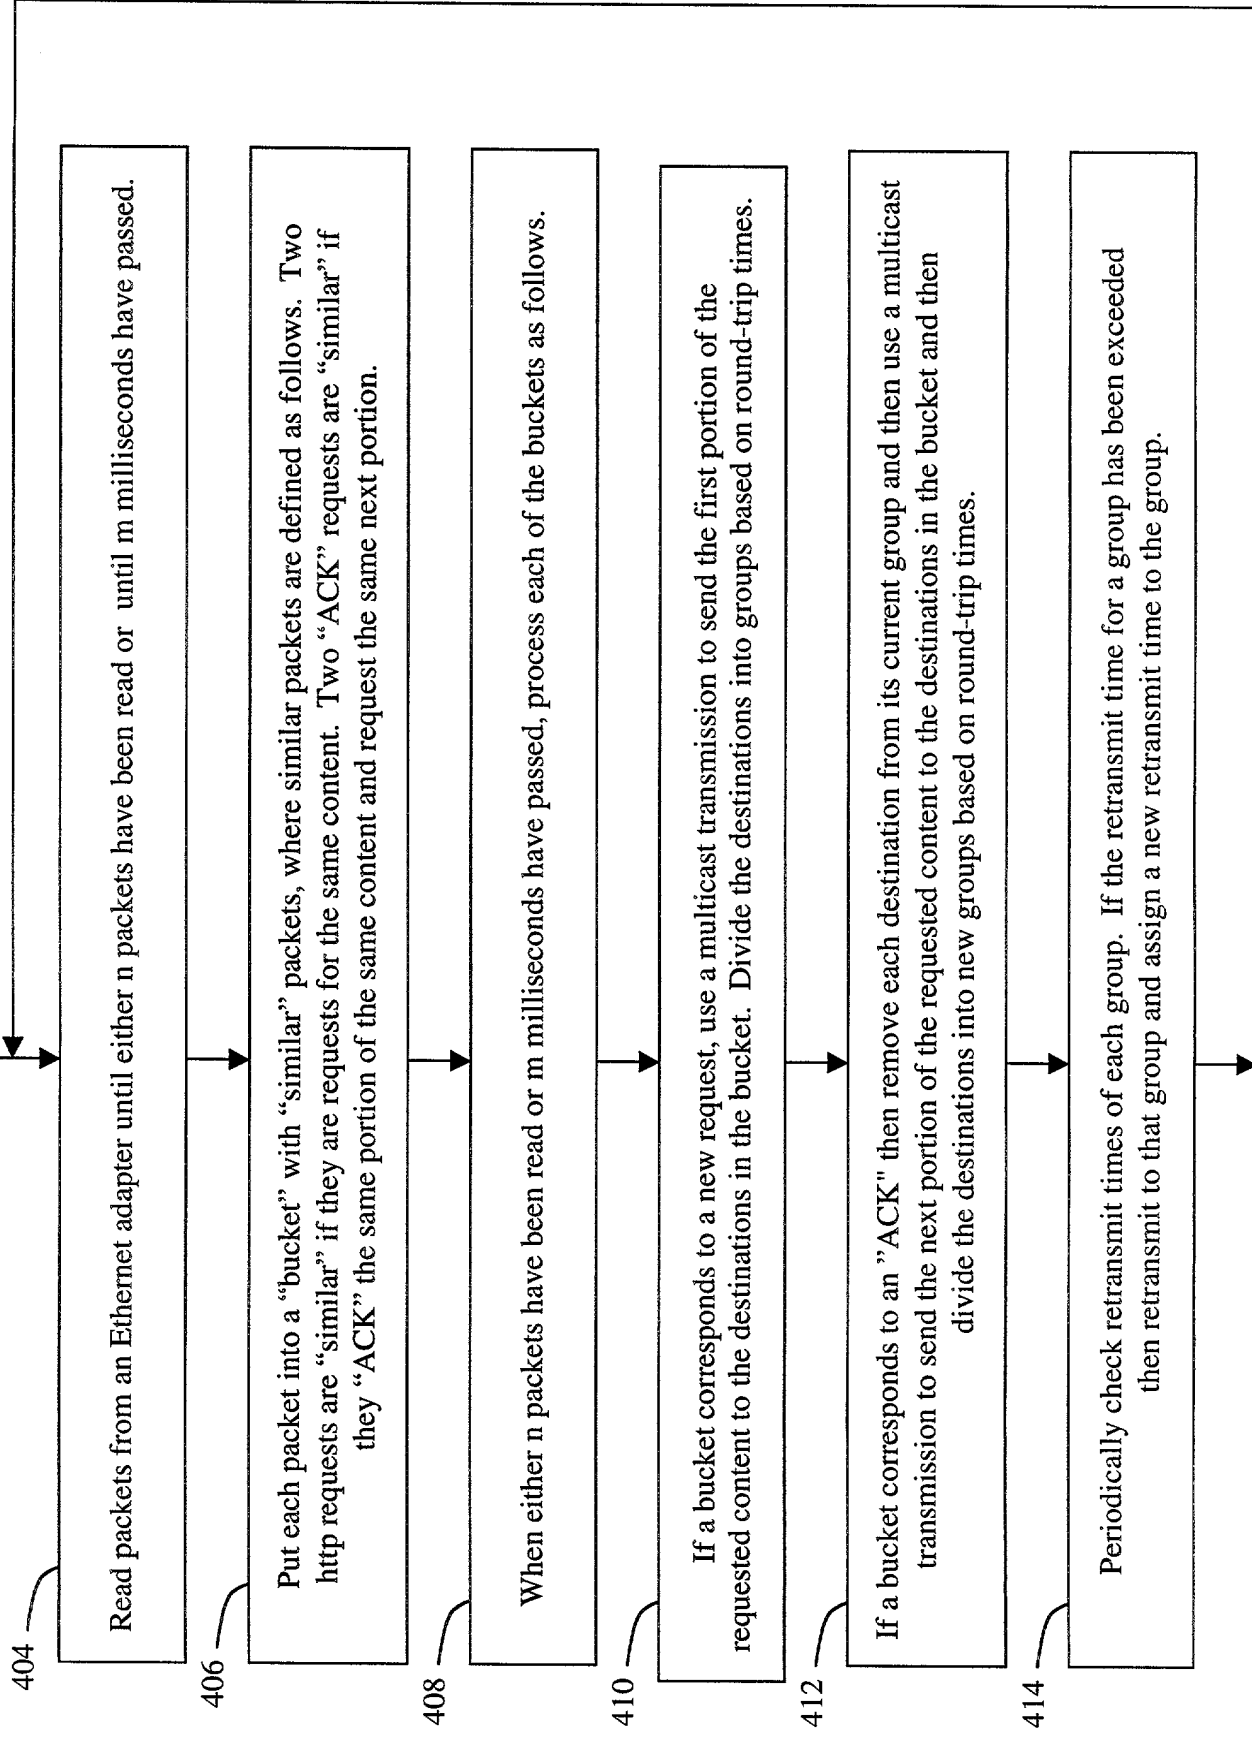 404
Read packets from an Ethernet adapter until either n packets have been read or until m milliseconds have passed.
406
Put each packet into a “bucket” with “similar” packets, where similar packets are defined as follows. Two
http requests are “similar” if they are requests for the same content. Two “ACK” requests are “similar” if
they “ACK” the same portion of the same content and request the same next portion.
408
When either n packets have been read or m milliseconds have passed, process each of the buckets as follows.
410
If a bucket corresponds to a new request, use a multicast transmission to send the first portion of the
requested content to the destinations in the bucket. Divide the destinations into groups based on round-trip times.
412
If a bucket corresponds to an ”ACK" then remove each destination from its current group and then use a multicast
transmission to send the next portion of the requested content to the destinations in the bucket and then
divide the destinations into new groups based on round-trip times.
414
Periodically check retransmit times of each group. If the retransmit time for a group has been exceeded
then retransmit to that group and assign a new retransmit time to the group.